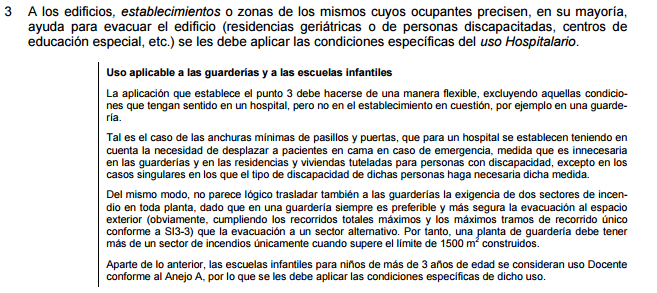 3 A los edificios, establecimientos o zonas de los mismos cuyos ocupantes precisen, en su mayoría,
ayuda para evacuar el edificio (residencias geriátricas o de personas discapacitadas, centros de
educación especial, etc.) se les debe aplicar las condiciones específicas del uso Hospitalario.
Uso aplicable a las guarderías y a las escuelas infantiles
La aplicación que establece el punto 3 debe hacerse de una manera flexible, excluyendo aquellas condicio-
nes que tengan sentido en un hospital, pero no en el establecimiento en cuestión, por ejemplo en una guarde-
ría.
Tal es el caso de las anchuras mínimas de pasillos y puertas, que para un hospital se establecen teniendo en
cuenta la necesidad de desplazar a pacientes en cama en caso de emergencia, medida que es innecesaria
en las guarderías y en las residencias y viviendas tuteladas para personas con discapacidad, excepto en los
casos singulares en los que el tipo de discapacidad de dichas personas haga necesaria dicha medida.
Del mismo modo, no parece lógico trasladar también a las guarderías la exigencia de dos sectores de incen-
dio en toda planta, dado que en una guardería siempre es preferible y más segura la evacuación al espacio
exterior (obviamente, cumpliendo los recorridos totales máximos y los máximos tramos de recorrido único
conforme a SI3-3) que la evacuación a un sector alternativo. Por tanto, una planta de guardería debe tener
más de un sector de incendios únicamente cuando supere el límite de 1500 m² construidos.
Aparte de lo anterior, las escuelas infantiles para niños de más de 3 años de edad se consideran uso Docente
conforme al Anejo A, por lo que se les debe aplicar las condiciones específicas de dicho uso.